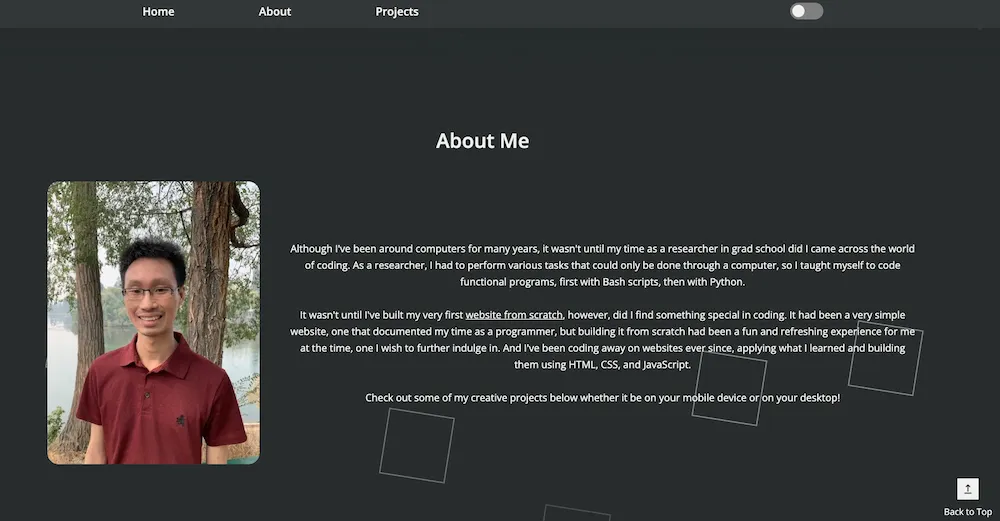 Home About Projects
About Me
Although I've been around computers for many years, it wasn't until my time as a researcher in grad school did I came across the world
of coding. As a researcher, I had to perform various tasks that could only be done through a computer, so I taught myself to code
functional programs, first with Bash scripts, then with Python.
It wasn't until I've built my very first website from scratch, however, did I find something special in coding. It had been a very simple
website, one that documented my time as a programmer, but building it from scratch had been a fun and refreshing experience for me
at the time, one I wish to further indulge in. And I've been coding away on websites ever since, applying what I learned and building
them using HTML, CSS, and JavaScript.
Check out some of my creative projects below whether it be on your mobile device or on your desktop!
Back to Top